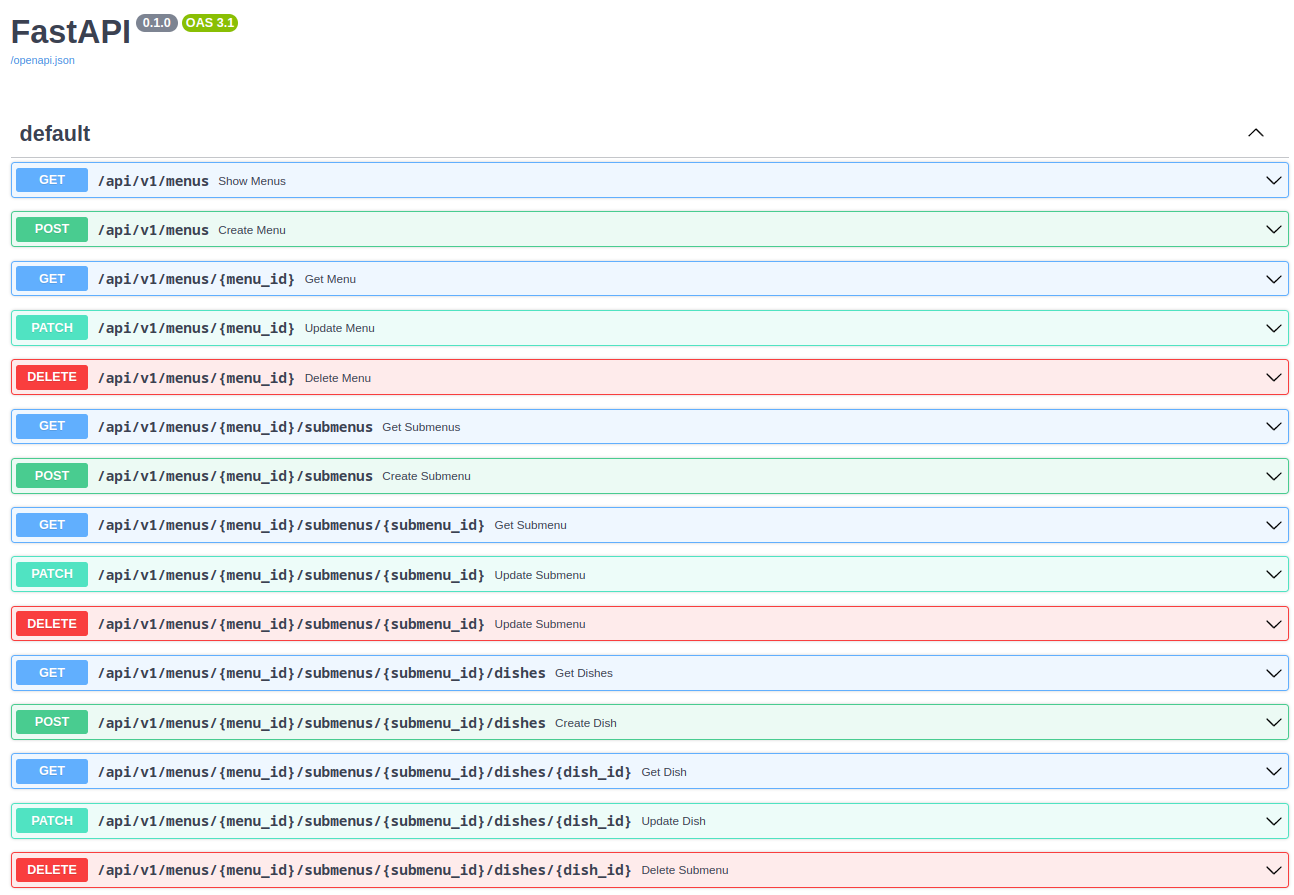 FastAPI 0.1.0 OAS 3.1
/openapi.json
default
GET /api/v1/menus Show Menus
POST /api/v1/menus Create Menu
GET /api/v1/menus/{menu_id} Get Menu
PATCH /api/v1/menus/{menu_id} Update Menu
DELETE /api/v1/menus/{menu_id} Delete Menu
GET /api/v1/menus/{menu_id}/submenus Get Submenus
POST /api/v1/menus/{menu_id}/submenus Create Submenu
GET /api/v1/menus/{menu_id}/submenus/{submenu_id} Get Submenu
PATCH /api/v1/menus/{menu_id}/submenus/{submenu_id} Update Submenu
DELETE /api/v1/menus/{menu_id}/submenus/{submenu_id} Update Submenu
GET /api/v1/menus/{menu_id}/submenus/{submenu_id}/dishes Get Dishes
POST /api/v1/menus/{menu_id}/submenus/{submenu_id}/dishes Create Dish
GET /api/v1/menus/{menu_id}/submenus/{submenu_id}/dishes/{dish_id} Get Dish
PATCH /api/v1/menus/{menu_id}/submenus/{submenu_id}/dishes/{dish_id} Update Dish
DELETE /api/v1/menus/{menu_id}/submenus/{submenu_id}/dishes/{dish_id} Delete Submenu